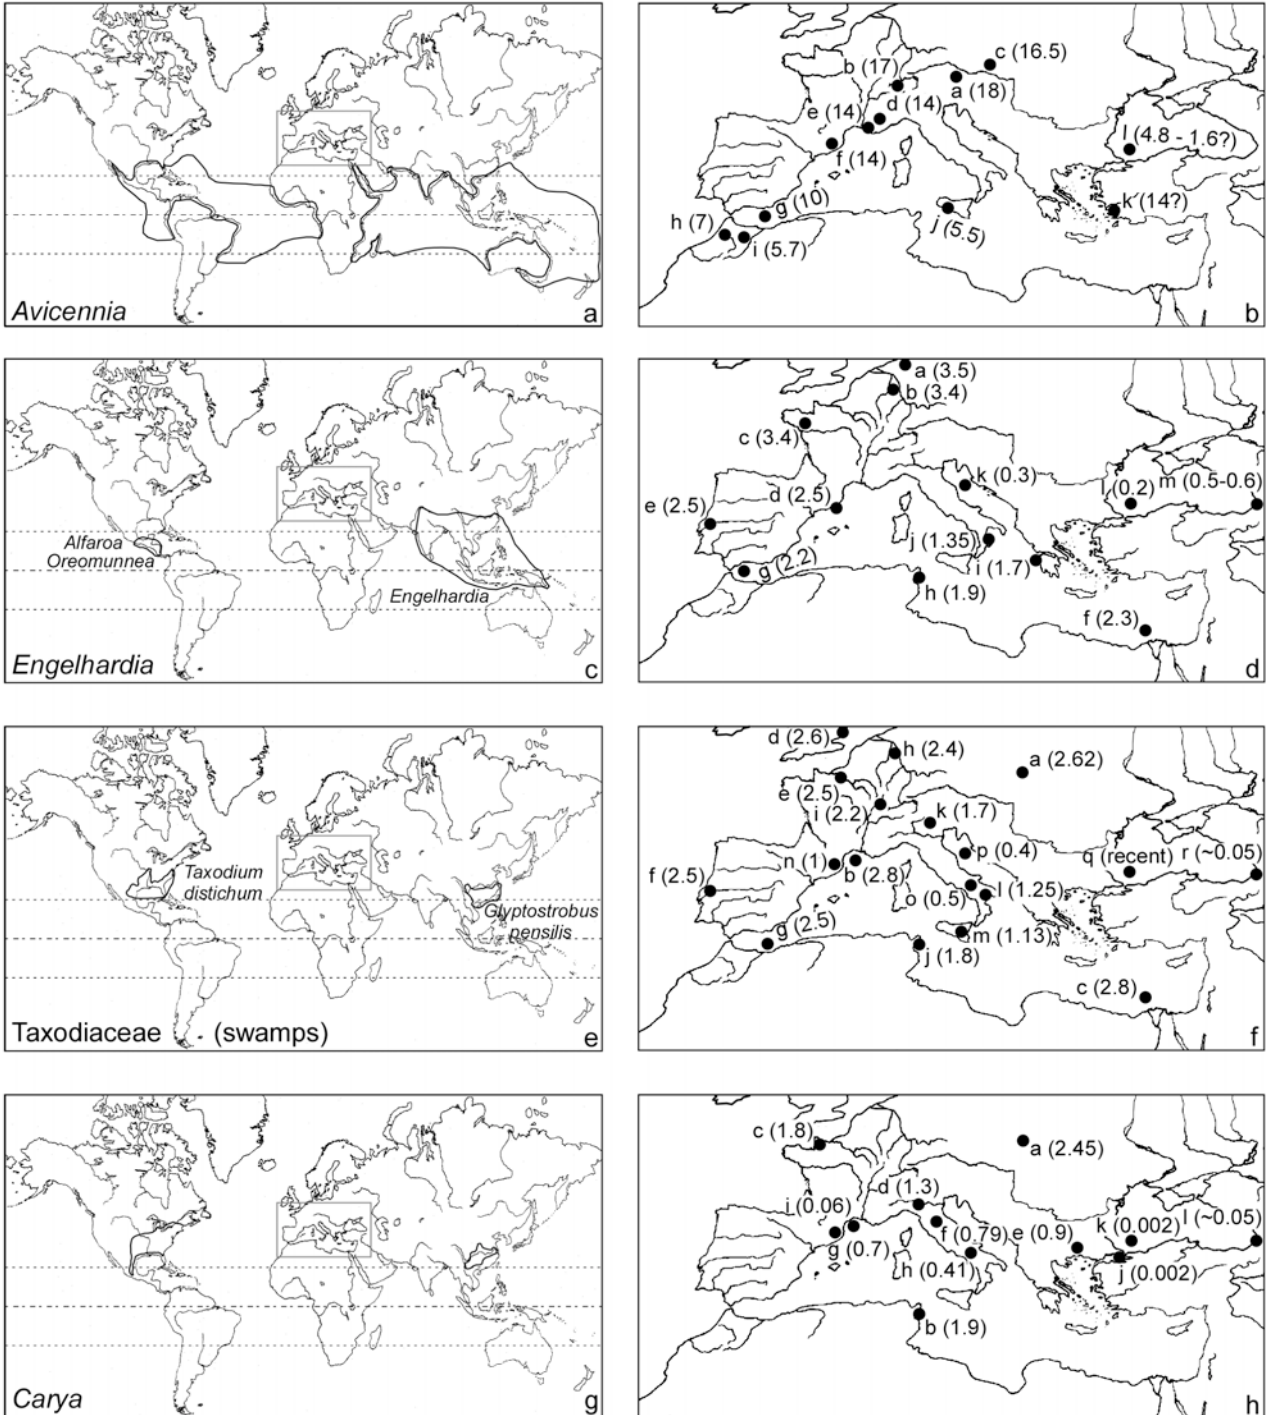 Avicennia
a
c (16.5)
b (17)
a (18)
d (14)
e (14)
f (14)
l (4.8 - 1.6?)
k (14?)
g (10)
h (7)
i (5.7)
j (5.5)
b
Alfaroa
Oreomunnea
Engelhardia
Engelhardia
c
a (3.5)
b (3.4)
c (3.4)
k (0.3)
m (0.5-0.6)
l (0.2)
d (2.5)
e (2.5)
j (1.35)
i (1.7)
g (2.2)
h (1.9)
f (2.3)
d
Taxodium
distichum
Glyptostrobus
pensilis
Taxodiaceae (swamps)
e
d (2.6)
h (2.4)
a (2.62)
e (2.5)
i (2.2)
k (1.7)
p (0.4)
q (recent)
r (~0.05)
n (1)
b (2.8)
f (2.5)
o (0.5)
l (1.25)
g (2.5)
m (1.13)
j (1.8)
c (2.8)
f
Carya
g
c (1.8)
a (2.45)
d (1.3)
i (0.06)
k (0.002)
l (~0.05)
f (0.79)
e (0.9)
g (0.7)
h (0.41)
j (0.002)
b (1.9)
h